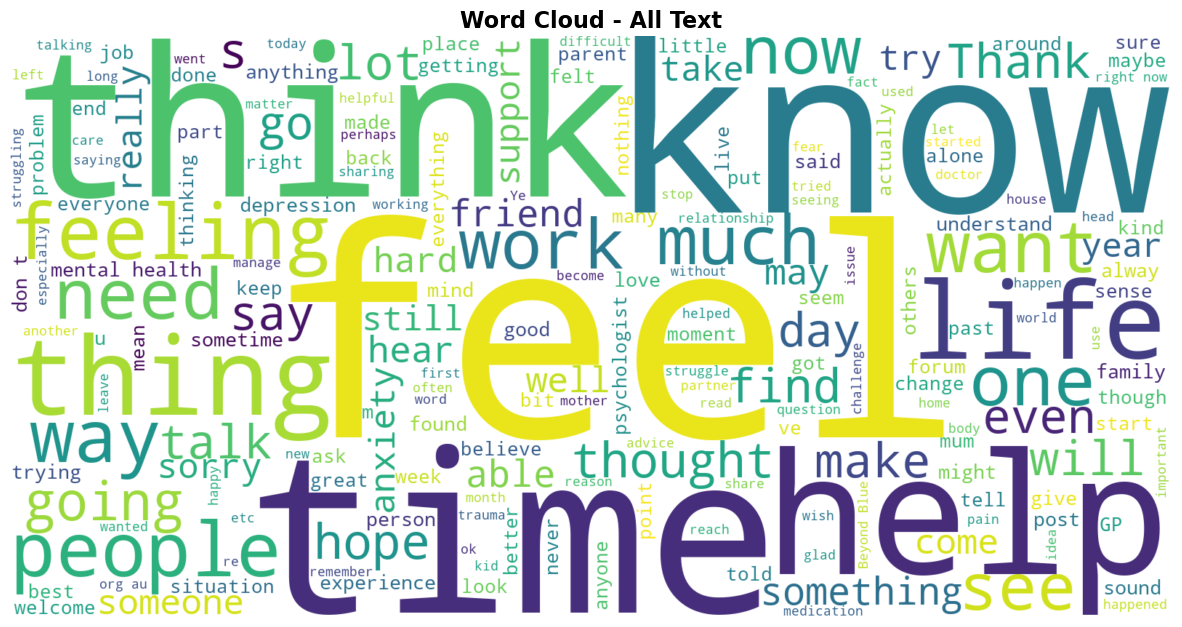 Word Cloud - All Text
talking job went s today lot place getting difficult parent little take now try Thank around sure maybe
left long done anything felt right now
think know
end matter go helpful made support nothing fact used actually
struggling problem care really part perhaps live fear said let started alone doctor
saying right back sharing put tried seeing
everyone thinking depression working everything Ye friend many stop relationship house understand head kind
feeling work much want year
don t especially mental health manage hard become love without may issue others alway
need keep say mind seem happen sense
feel life
another u mean sometime still good psychologist helped moment day past world use
thing hear first struggle got forum change family
leave anxiety often word well bit mother partner read find question challenge home one though
way talk m found ve even start
trying sorry new ask believe advice thought make body mum will important
happy great week able reason share might
going wanted etc person month trauma better never point wish tell give post GP
people time help
hope ok reach Beyond Blue come pain idea
re remember kid anyone glad
best org au situation experience look told something see sound
welcome someone medication happened